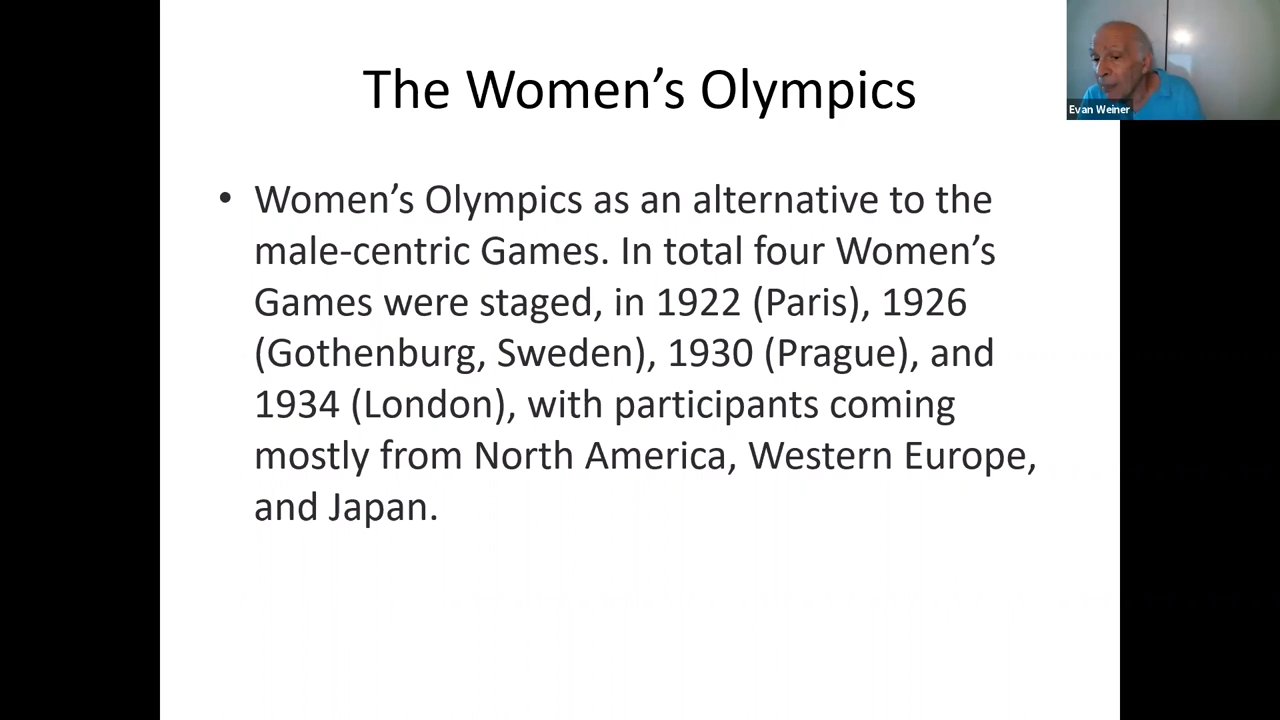 The Women’s Olympics
Evan Weiner
• Women’s Olympics as an alternative to the
male-centric Games. In total four Women’s
Games were staged, in 1922 (Paris), 1926
(Gothenburg, Sweden), 1930 (Prague), and
1934 (London), with participants coming
mostly from North America, Western Europe,
and Japan.